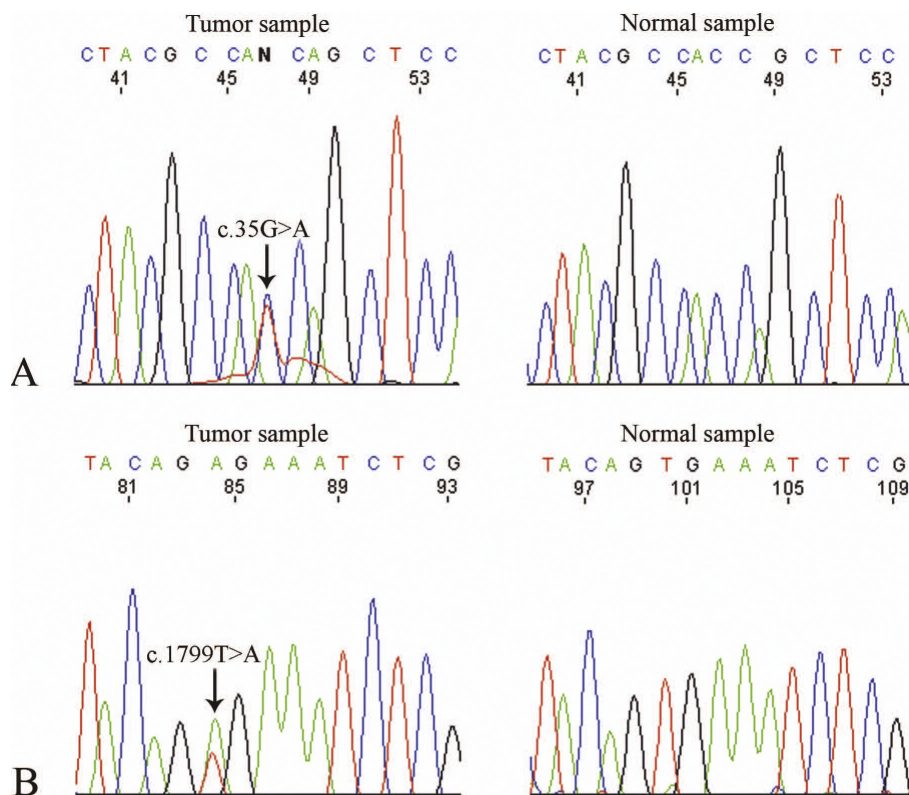 Tumor sample
C T A C G C C A N C A G C T C C
41 45 49 53
c.35G>A
Normal sample
C T A C G C C A C C G C T C C
41 45 49 53
A
Tumor sample
T A C A G A G A A A T C T C G
81 85 89 93
c.1799T>A
Normal sample
T A C A G T G A A A T C T C G
97 101 105 109
B